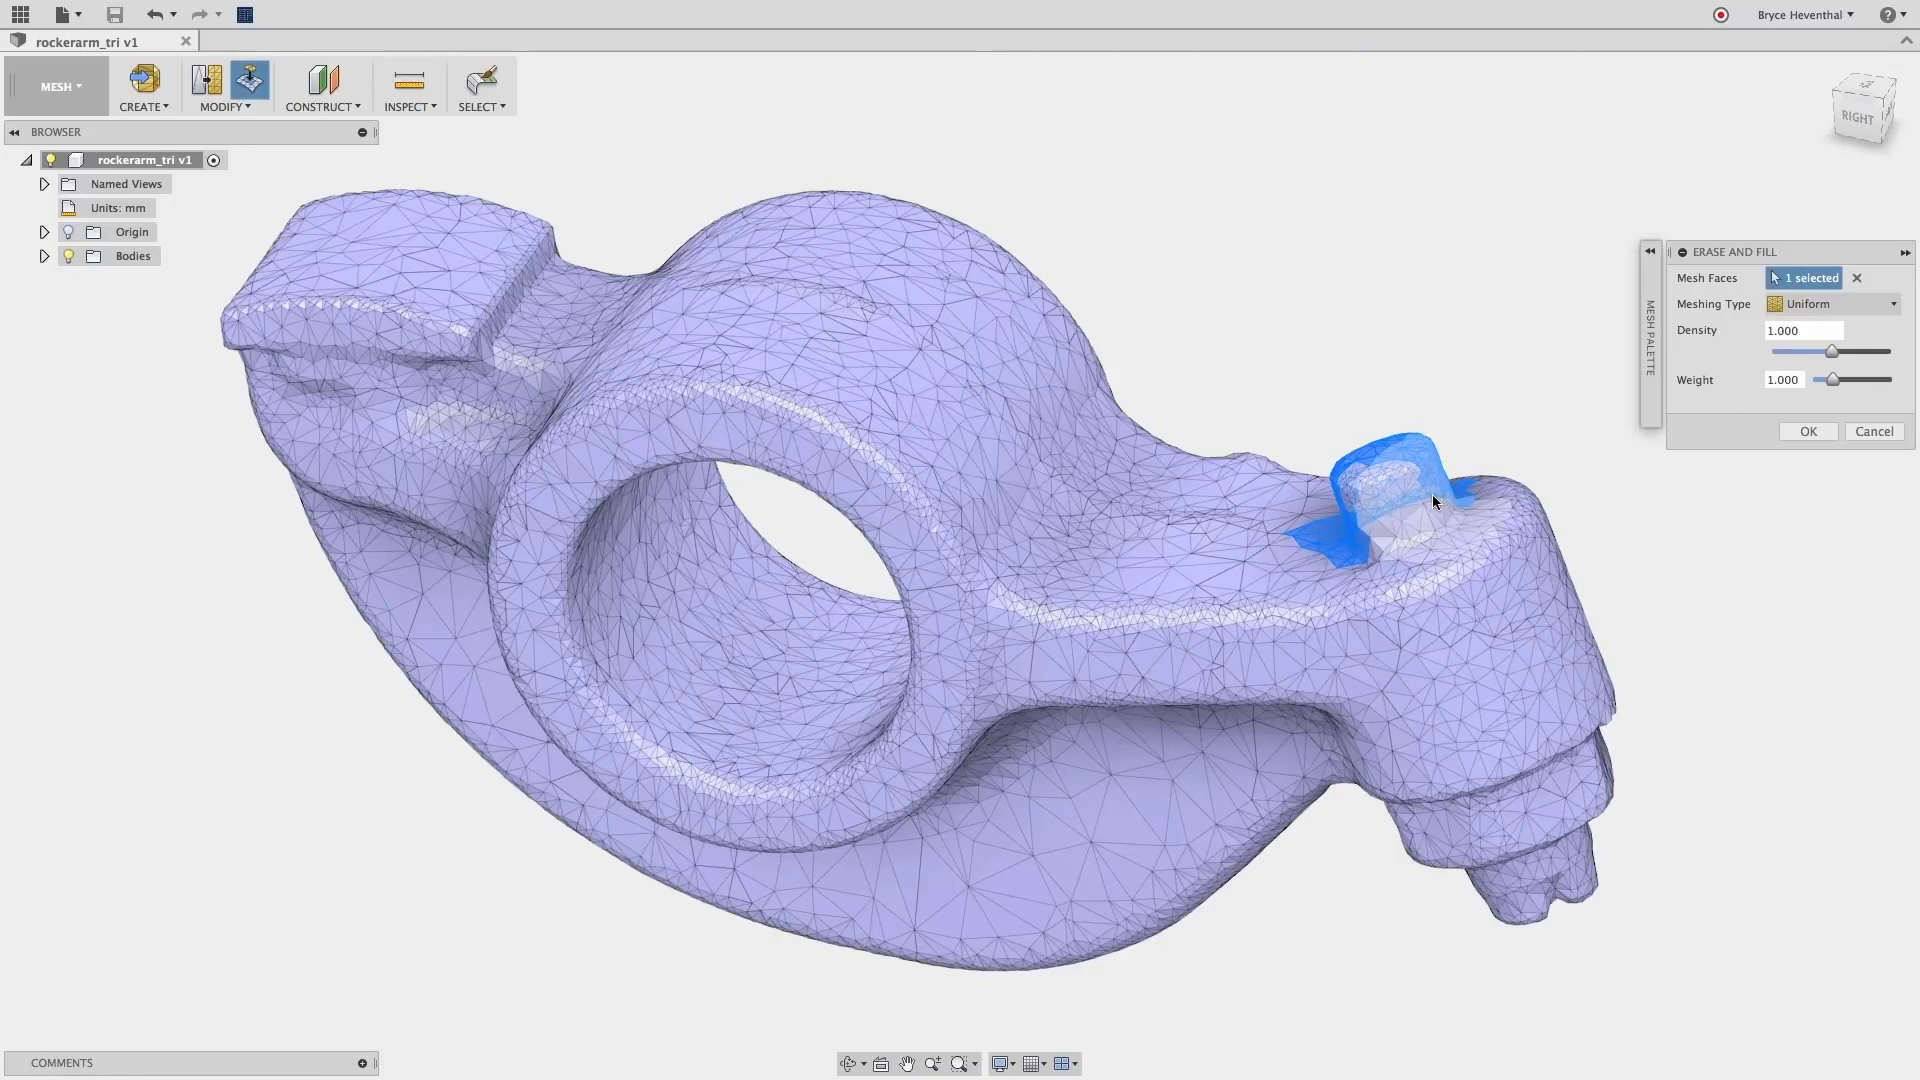 Bryce Heventhal
rockerarm_tri v1
MESH
CREATE
MODIFY
CONSTRUCT
INSPECT
SELECT
RIGHT
BROWSER
rockerarm_tri v1
Named Views
Units: mm
Origin
Bodies
MESH PALETTE
ERASE AND FILL
Mesh Faces 1 selected
Meshing Type Uniform
Density 1.000
Weight 1.000
OK Cancel
COMMENTS